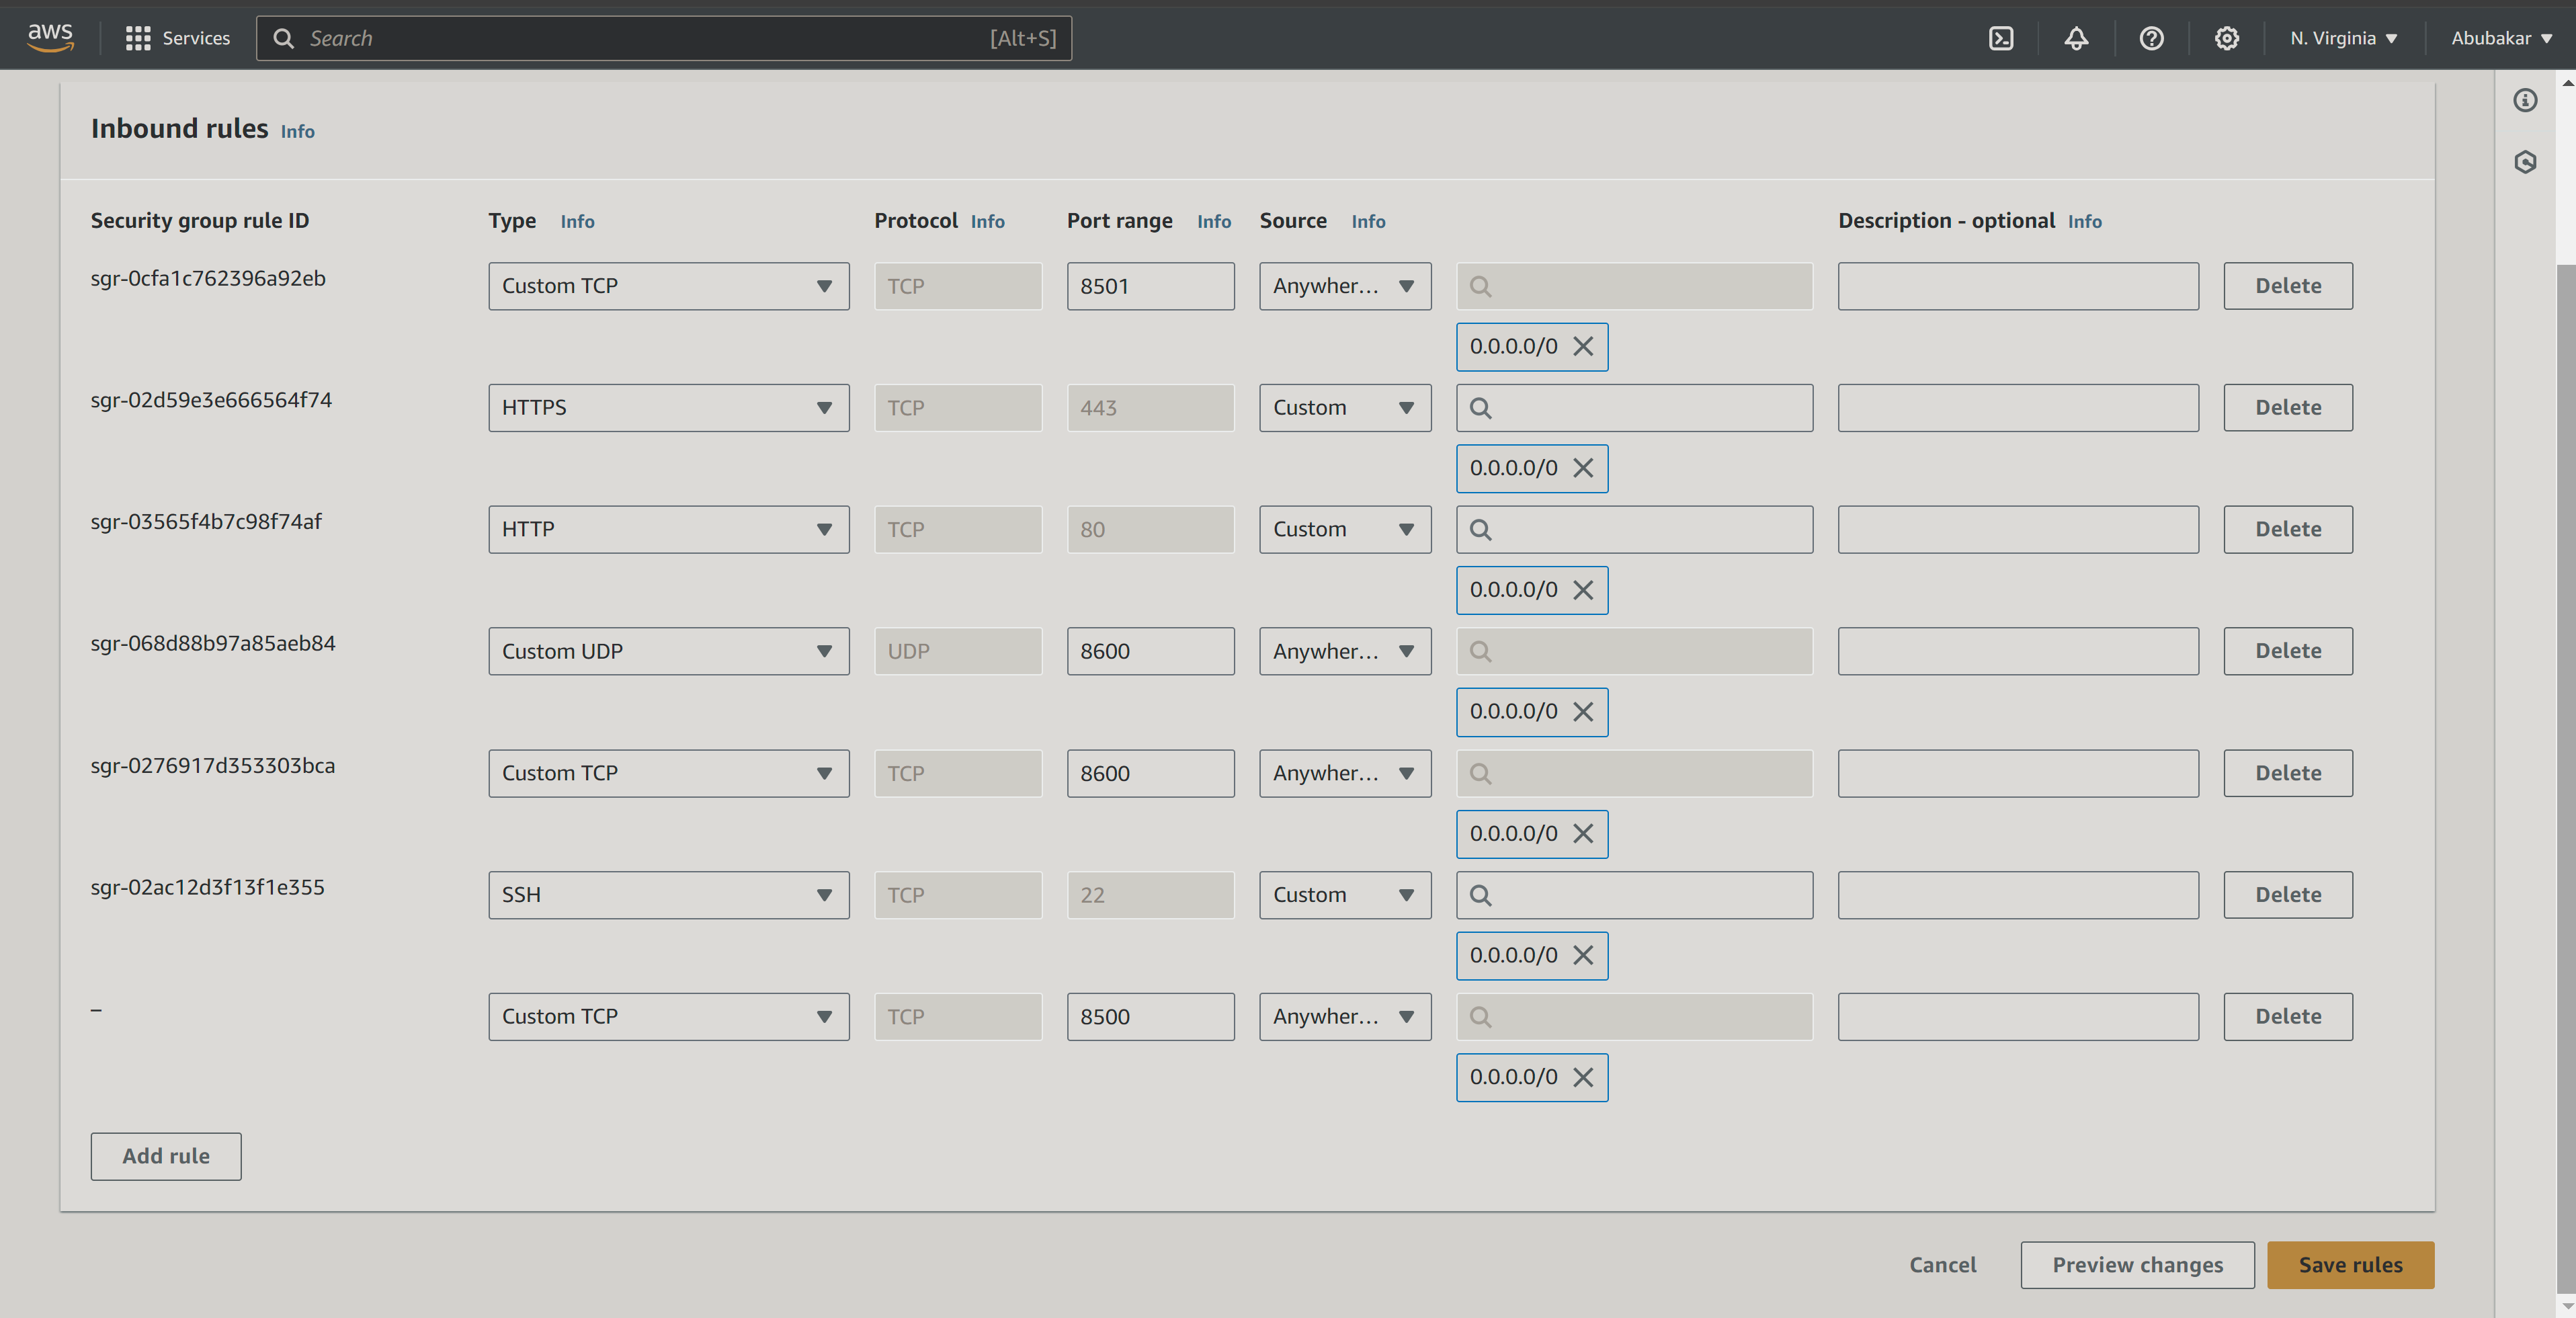 aws Services Search [Alt+S] N. Virginia Abubakar
Inbound rules Info
Security group rule ID Type Info Protocol Info Port range Info Source Info Description - optional Info
sgr-0cfa1c762396a92eb Custom TCP TCP 8501 Anywher... Delete
0.0.0.0/0
sgr-02d59e3e666564f74 HTTPS TCP 443 Custom Delete
0.0.0.0/0
sgr-03565f4b7c98f74af HTTP TCP 80 Custom Delete
0.0.0.0/0
sgr-068d88b97a85aeb84 Custom UDP UDP 8600 Anywher... Delete
0.0.0.0/0
sgr-0276917d353303bca Custom TCP TCP 8600 Anywher... Delete
0.0.0.0/0
sgr-02ac12d3f13f1e355 SSH TCP 22 Custom Delete
0.0.0.0/0
– Custom TCP TCP 8500 Anywher... Delete
0.0.0.0/0
Add rule
Cancel Preview changes Save rules